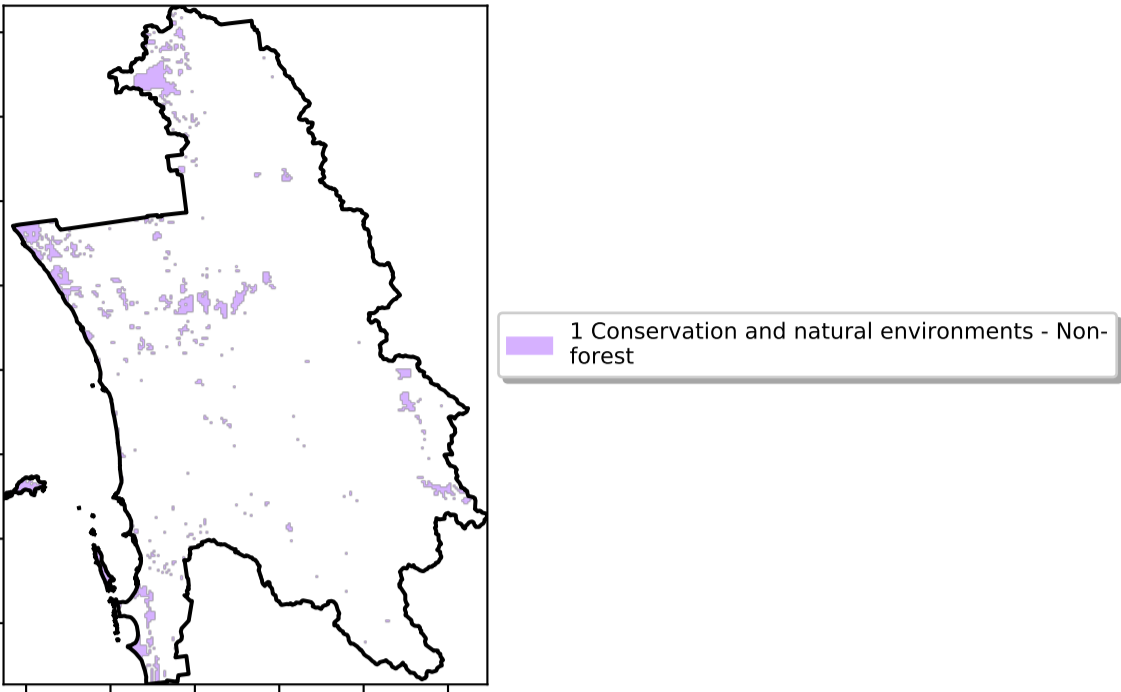 1 Conservation and natural environments - Non-
forest